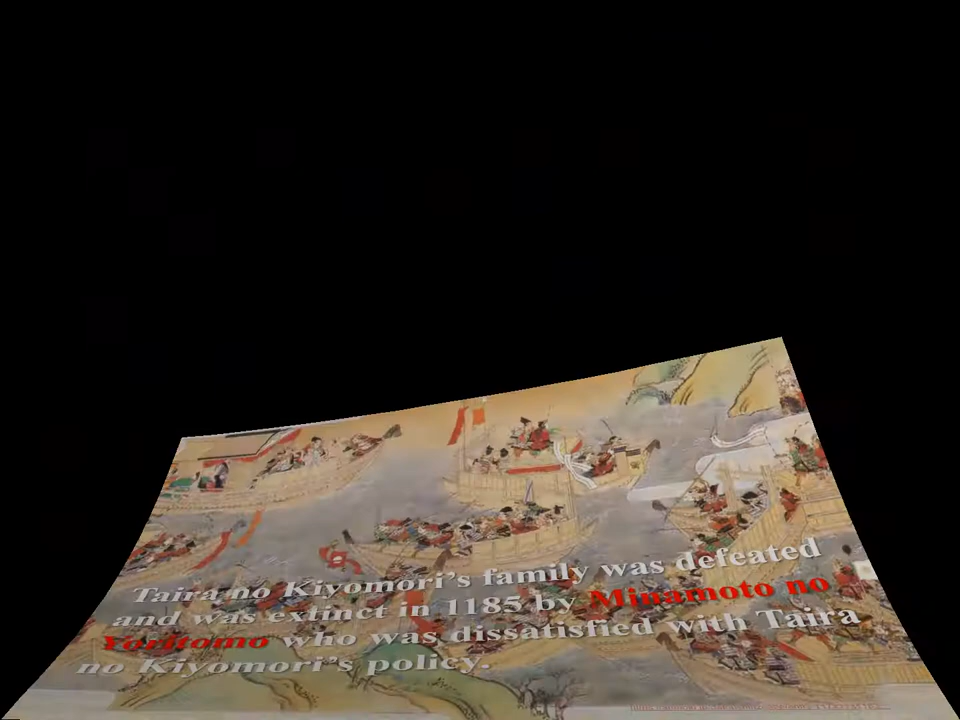 Taira no Kiyomori's family was defeated
and was extinct in 1185 by Minamoto no
Yoritomo who was dissatisfied with Taira
no Kiyomori's policy.